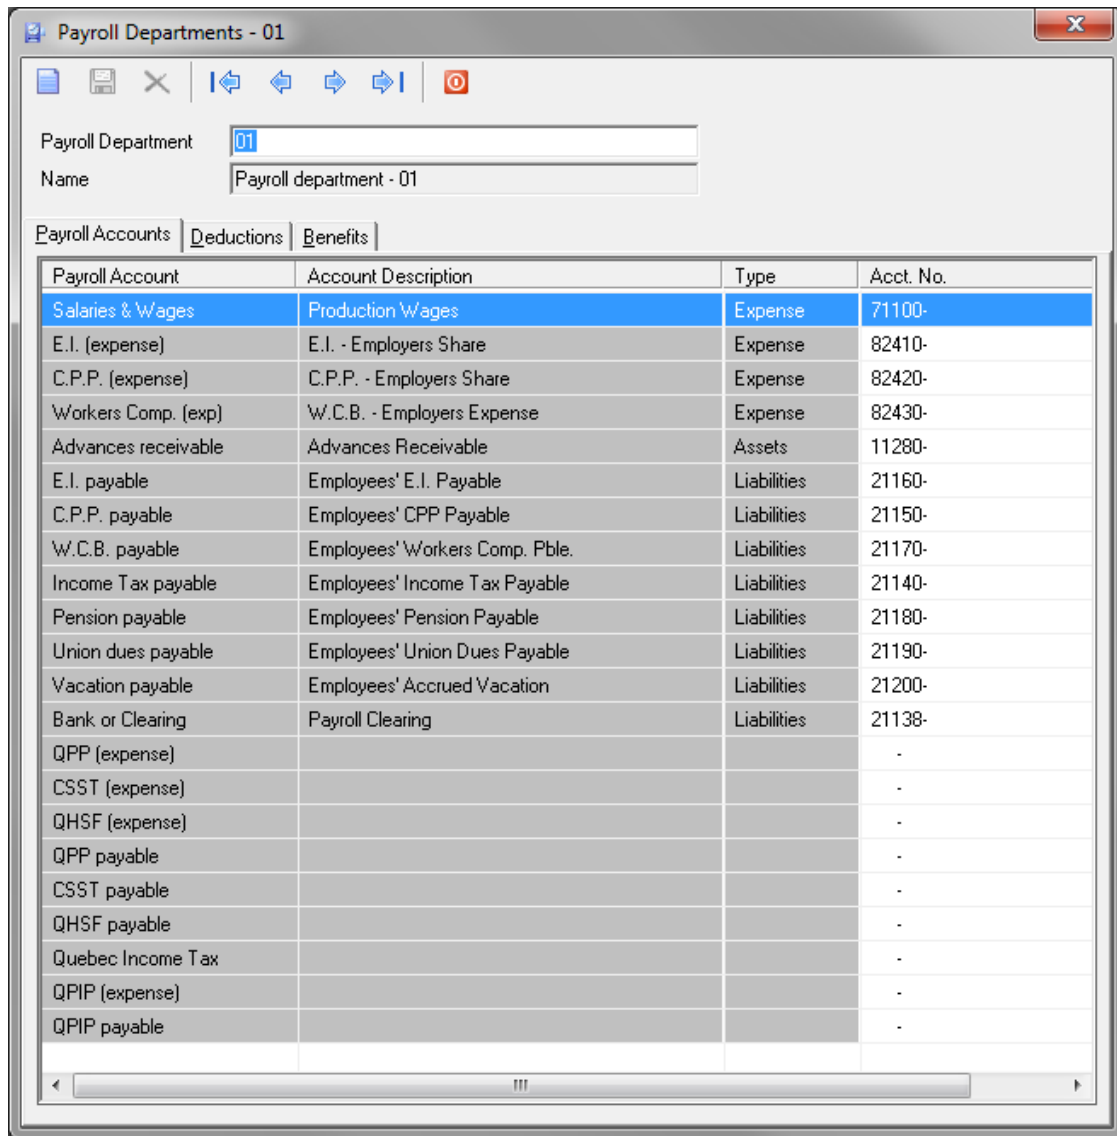 Payroll Departments - 01
Payroll Department 01
Name Payroll department - 01
Payroll Accounts Deductions Benefits
Payroll Account Account Description Type Acct. No.
Salaries & Wages Production Wages Expense 71100-
E.I. (expense) E.I. - Employers Share Expense 82410-
C.P.P. (expense) C.P.P. - Employers Share Expense 82420-
Workers Comp. (exp) W.C.B. - Employers Expense Expense 82430-
Advances receivable Advances Receivable Assets 11280-
E.I. payable Employees' E.I. Payable Liabilities 21160-
C.P.P. payable Employees' CPP Payable Liabilities 21150-
W.C.B. payable Employees' Workers Comp. Pble. Liabilities 21170-
Income Tax payable Employees' Income Tax Payable Liabilities 21140-
Pension payable Employees' Pension Payable Liabilities 21180-
Union dues payable Employees' Union Dues Payable Liabilities 21190-
Vacation payable Employees' Accrued Vacation Liabilities 21200-
Bank or Clearing Payroll Clearing Liabilities 21138-
QPP (expense) -
CSST (expense) -
QHSF (expense) -
QPP payable -
CSST payable -
QHSF payable -
Quebec Income Tax -
QPIP (expense) -
QPIP payable -